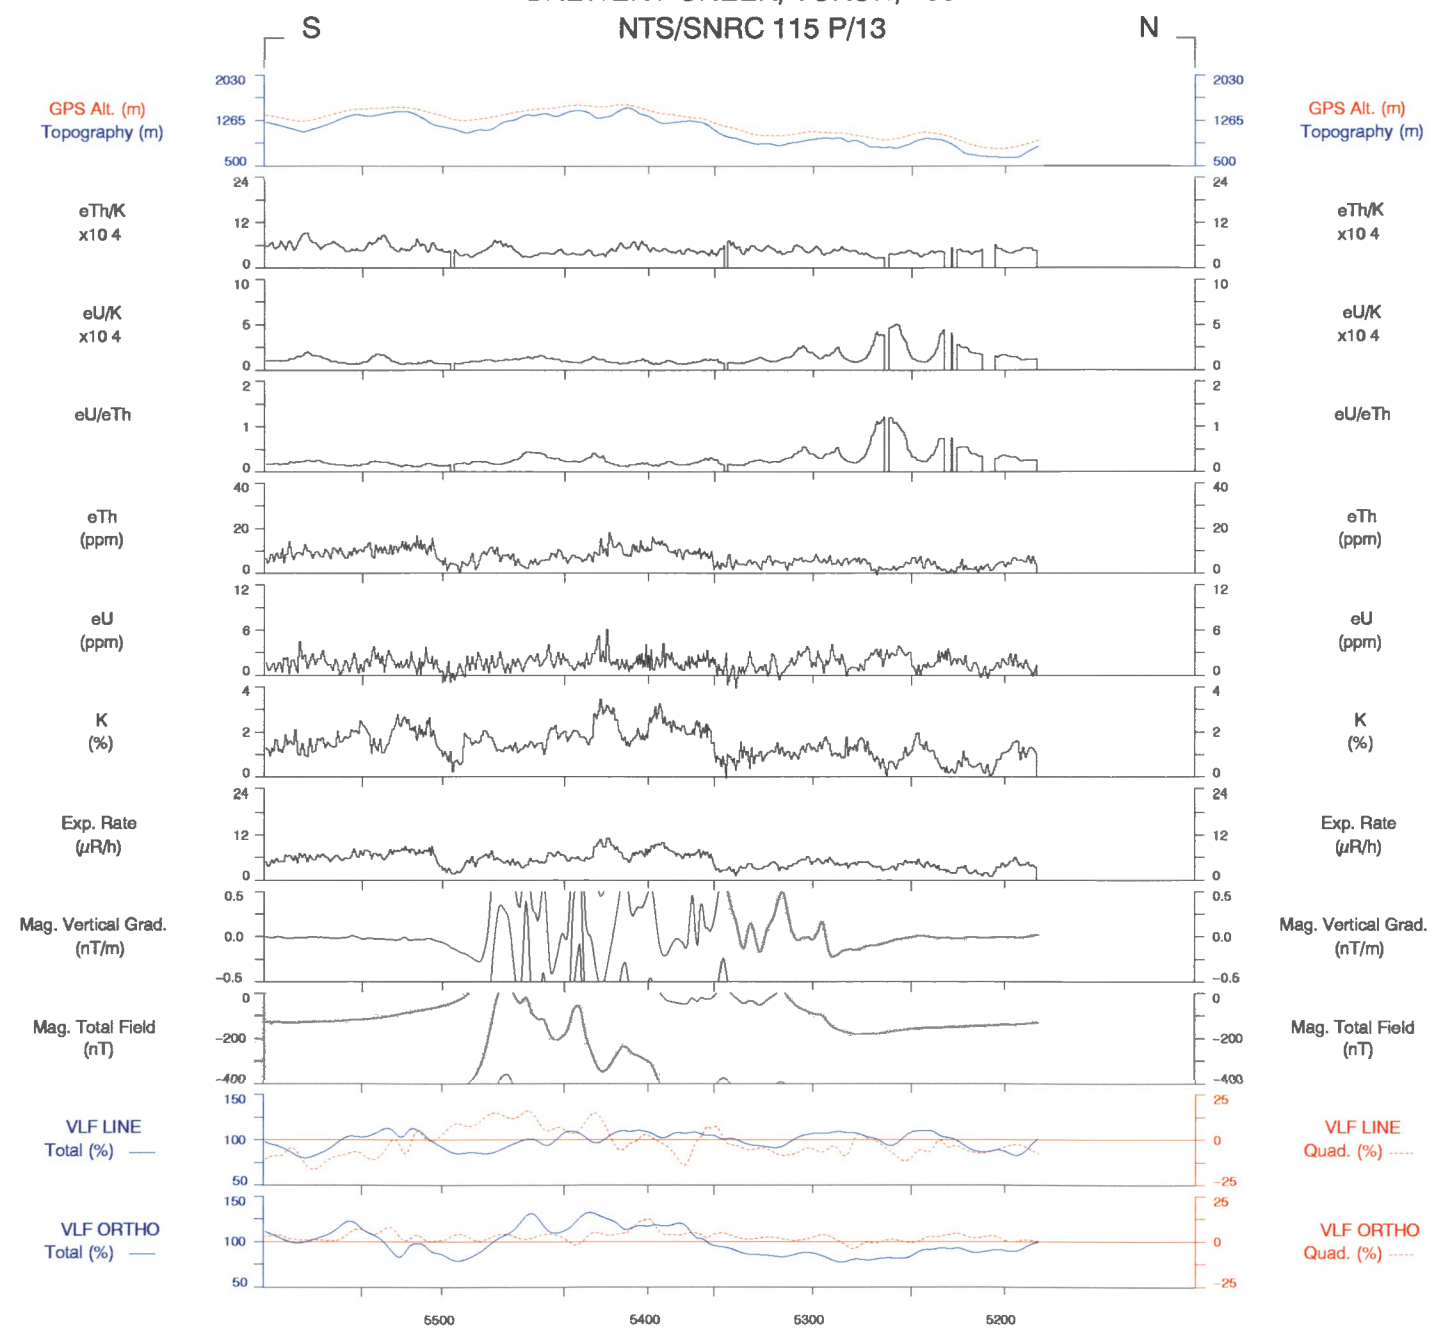 S NTS/SNRC 115 P/13 N
GPS Alt. (m)
Topography (m)
2030
1265
500
2030
1265
500
GPS Alt. (m)
Topography (m)
eTh/K
x10 4
24
12
0
24
12
0
eTh/K
x10 4
eU/K
x10 4
10
5
0
10
5
0
eU/K
x10 4
eU/eTh
2
1
0
2
1
0
eU/eTh
eTh
(ppm)
40
20
0
40
20
0
eTh
(ppm)
eU
(ppm)
12
6
0
12
6
0
eU
(ppm)
K
(%)
4
2
0
4
2
0
K
(%)
Exp. Rate
(µR/h)
24
12
0
24
12
0
Exp. Rate
(µR/h)
Mag. Vertical Grad.
(nT/m)
0.5
0.0
-0.5
0.5
0.0
-0.5
Mag. Vertical Grad.
(nT/m)
Mag. Total Field
(nT)
0
-200
-400
0
-200
-400
Mag. Total Field
(nT)
VLF LINE
Total (%)
150
100
50
25
0
-25
VLF LINE
Quad. (%)
VLF ORTHO
Total (%)
150
100
50
25
0
-25
VLF ORTHO
Quad. (%)
5500 5400 5300 5200